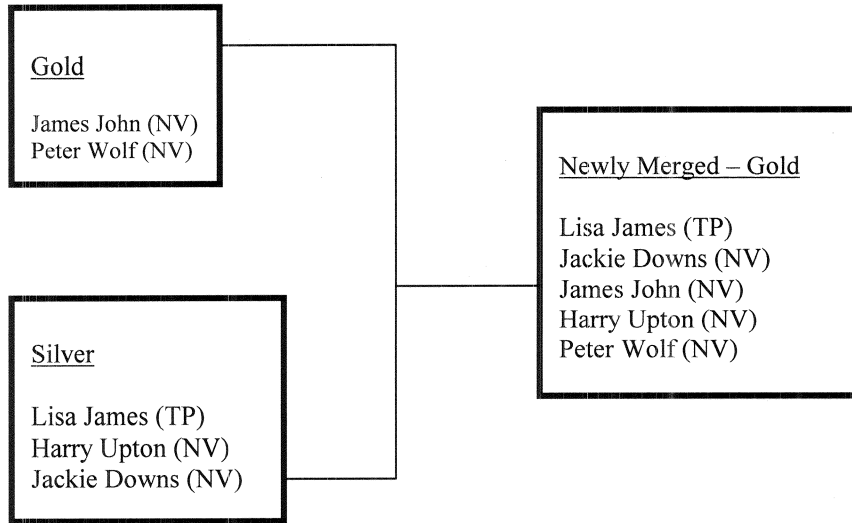 Gold
James John (NV)
Peter Wolf (NV)
Silver
Lisa James (TP)
Harry Upton (NV)
Jackie Downs (NV)
Newly Merged – Gold
Lisa James (TP)
Jackie Downs (NV)
James John (NV)
Harry Upton (NV)
Peter Wolf (NV)